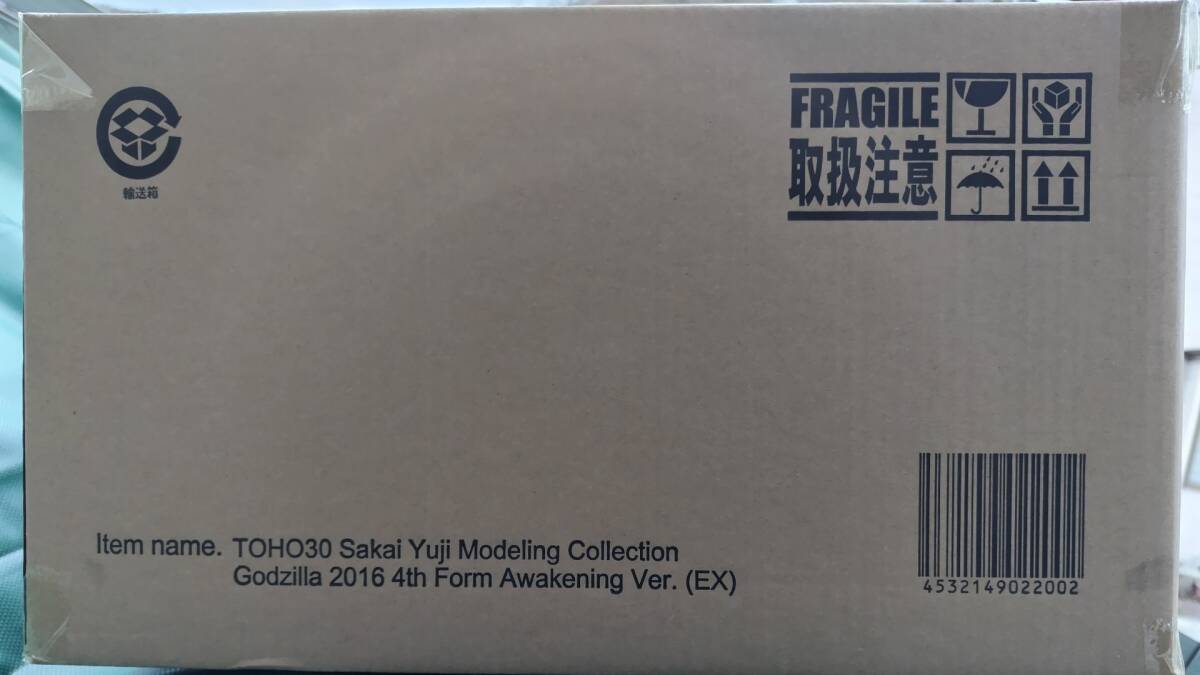 輸送箱
FRAGILE
取扱注意
Item name. TOHO30 Sakai Yuji Modeling Collection
Godzilla 2016 4th Form Awakening Ver. (EX)
4532149022002